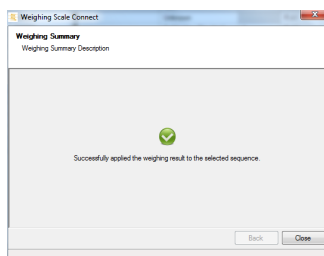 Weighing Scale Connect
Weighing Summary
Weighing Summary Description
Successfully applied the weighing result to the selected sequence.
Back
Close